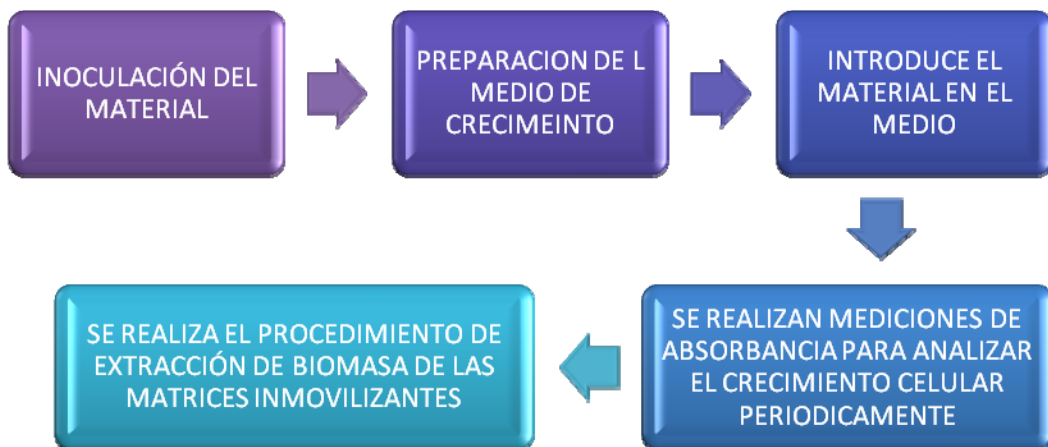 INOCULACIÓN DEL
MATERIAL
PREPARACION DE L
MEDIO DE
CRECIMEINTO
INTRODUCE EL
MATERIAL EN EL
MEDIO
SE REALIZAN MEDICIONES DE
ABSORBANCIA PARA ANALIZAR
EL CRECIMIENTO CELULAR
PERIODICAMENTE
SE REALIZA EL PROCEDIMIENTO DE
EXTRACCIÓN DE BIOMASA DE LAS
MATRICES INMOVILIZANTES